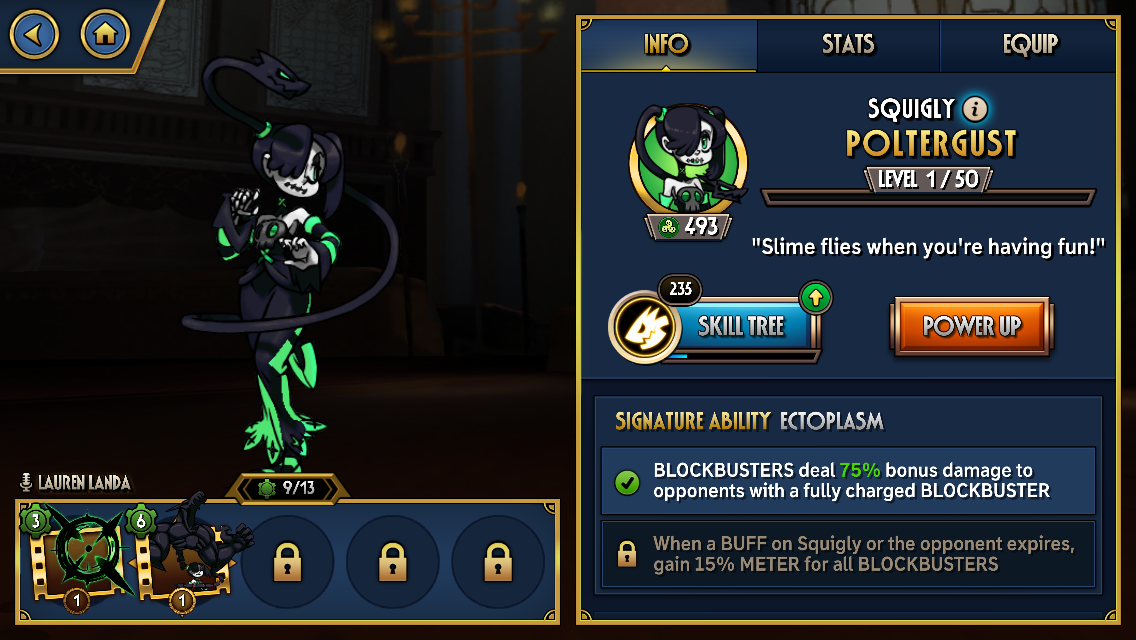 INFO
STATS
EQUIP
SQUIGLY i
POLTERGUST
LEVEL 1 / 50
493
"Slime flies when you're having fun!"
235
SKILL TREE
POWER UP
SIGNATURE ABILITY ECTOPLASM
BLOCKBUSTERS deal 75% bonus damage to
opponents with a fully charged BLOCKBUSTER
When a BUFF on Squigly or the opponent expires,
gain 15% METER for all BLOCKBUSTERS
LAUREN LANDA
9/13
3
6
1
1